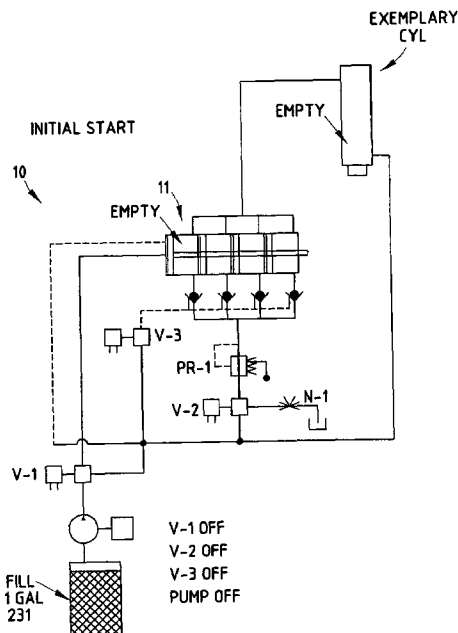 EXEMPLARY
CYL
EMPTY
INITIAL START
10
11
EMPTY
V-3
PR-1
V-2
N-1
V-1
V-1 OFF
V-2 OFF
V-3 OFF
PUMP OFF
FILL
1 GAL
231